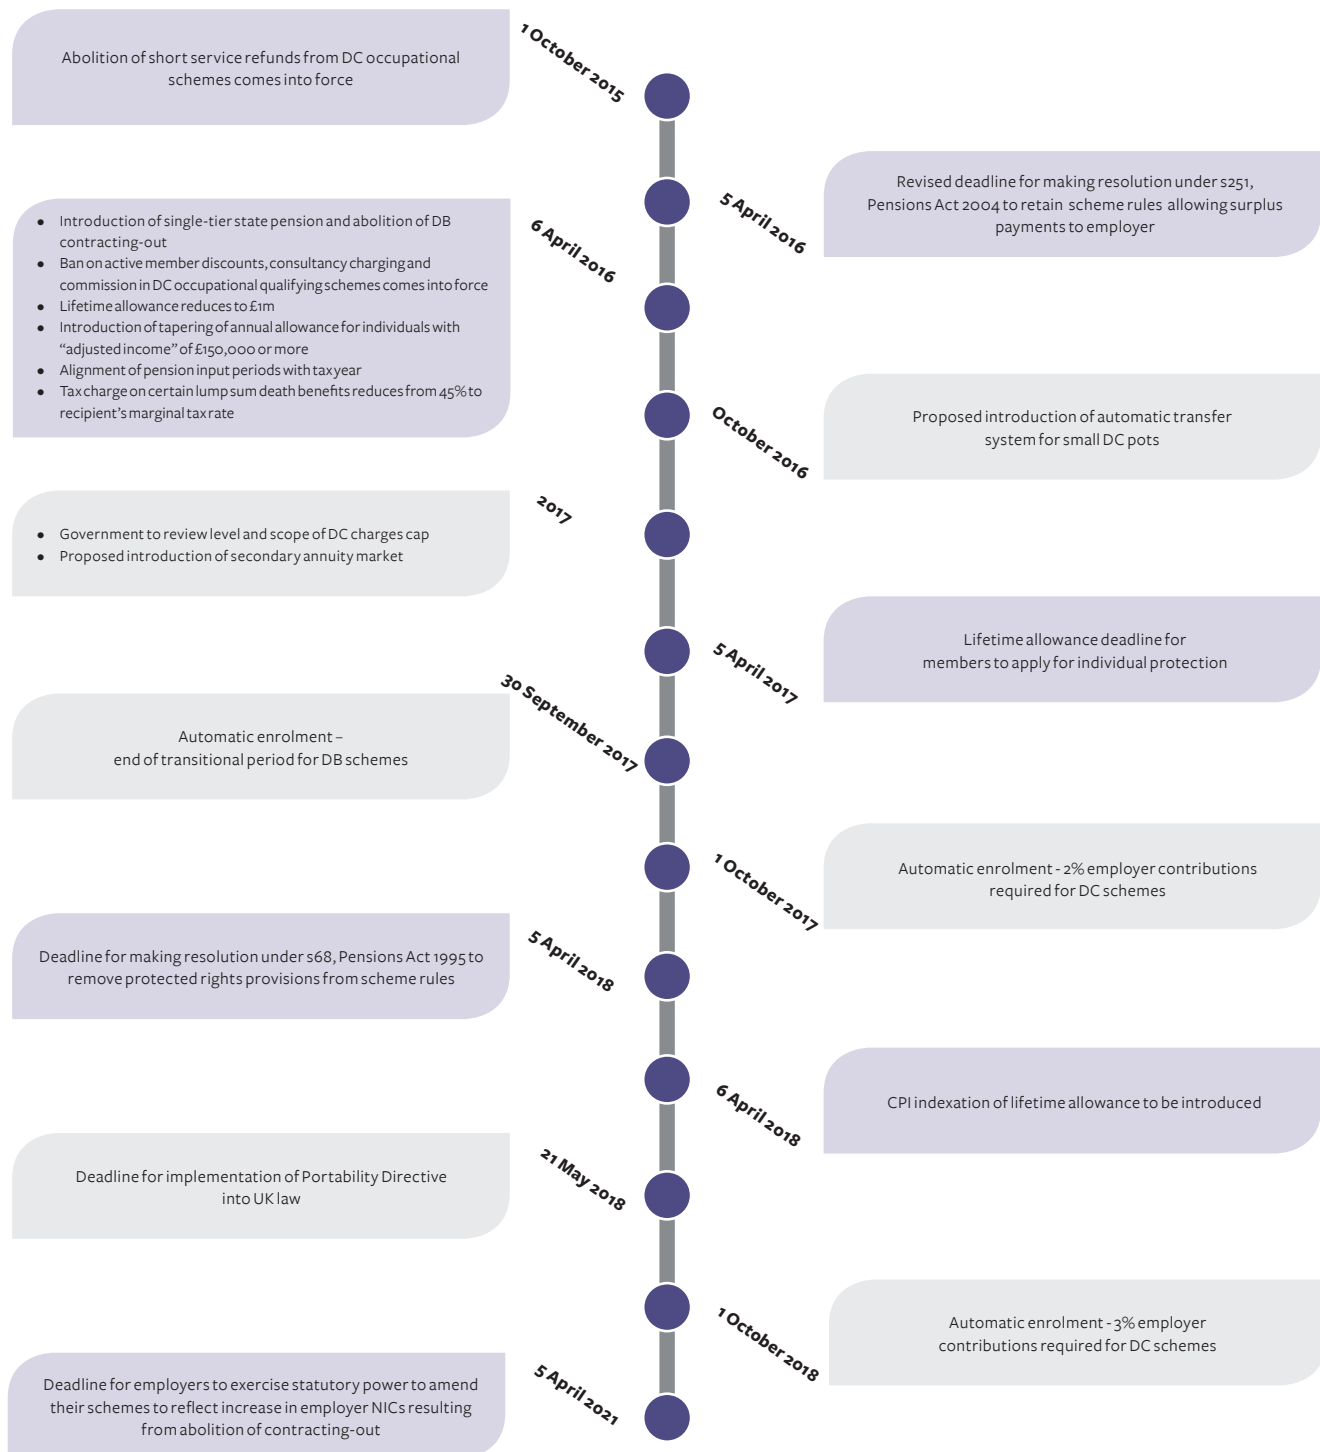 1 October 2015
Abolition of short service refunds from DC occupational
schemes comes into force
5 April 2016
Revised deadline for making resolution under s251,
Pensions Act 2004 to retain scheme rules allowing surplus
payments to employer
6 April 2016
● Introduction of single-tier state pension and abolition of DB
contracting-out
● Ban on active member discounts, consultancy charging and
commission in DC occupational qualifying schemes comes into force
● Lifetime allowance reduces to £1m
● Introduction of tapering of annual allowance for individuals with
“adjusted income” of £150,000 or more
● Alignment of pension input periods with tax year
● Tax charge on certain lump sum death benefits reduces from 45% to
recipient’s marginal tax rate
October 2016
Proposed introduction of automatic transfer
system for small DC pots
2017
● Government to review level and scope of DC charges cap
● Proposed introduction of secondary annuity market
5 April 2017
Lifetime allowance deadline for
members to apply for individual protection
30 September 2017
Automatic enrolment –
end of transitional period for DB schemes
1 October 2017
Automatic enrolment - 2% employer contributions
required for DC schemes
5 April 2018
Deadline for making resolution under s68, Pensions Act 1995 to
remove protected rights provisions from scheme rules
6 April 2018
CPI indexation of lifetime allowance to be introduced
21 May 2018
Deadline for implementation of Portability Directive
into UK law
1 October 2018
Automatic enrolment - 3% employer
contributions required for DC schemes
5 April 2021
Deadline for employers to exercise statutory power to amend
their schemes to reflect increase in employer NICs resulting
from abolition of contracting-out